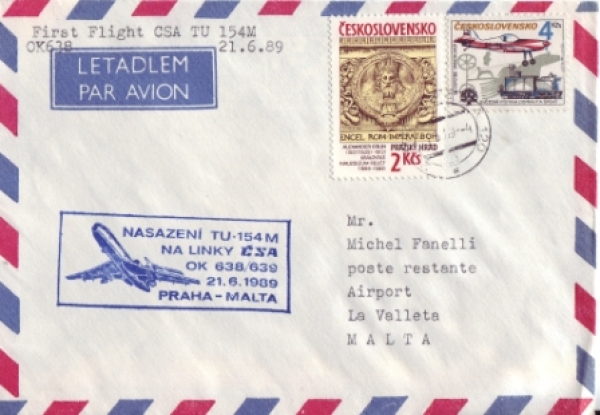 First Flight CSA TU 154M
OK638 21.6.89
LETADLEM
PAR AVION
ČESKOSLOVENSKO
PRAŽSKÝ HRAD
2 Kčs
ČESKOSLOVENSKO
4 Kčs
NASAZENÍ TU-154M
NA LINKY ČSA
OK 638/639
21.6.1989
PRAHA-MALTA
Mr.
Michel Fanelli
poste restante
Airport
La Valleta
M A L T A